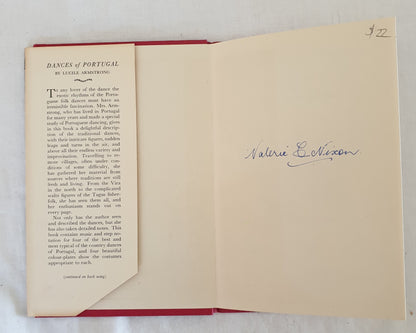 DANCES of PORTUGAL
BY LUCILE ARMSTRONG
To any lover of the dance the
exotic rhythms of the Portu-
guese folk dances must have an
irresistible fascination. Mrs. Arm-
strong, who has lived in Portugal
for many years and made a special
study of Portuguese dancing, gives
in this book a delightful descrip-
tion of the traditional dances,
with their intricate figures, sudden
leaps and turns in the air, and
above all their endless variety and
improvisation. Travelling to re-
mote villages, often under condi-
tions of some difficulty, she
has gathered her material from
sources where traditions are still
fresh and living. From the Vira
in the north to the complicated
waltz figures of the Tagus fisher-
folk, she has seen them all, and
her enthusiasm stands out on
every page.
Not only has the author seen
and described the dances, but she
has also taken detailed notes. This
book contains music and step no-
tation for four of the best and
most typical of the country dances
of Portugal, and four beautiful
colour-plates show the costumes
appropriate to each.
(continued on back wing)
$22
Valerie E. Nixon